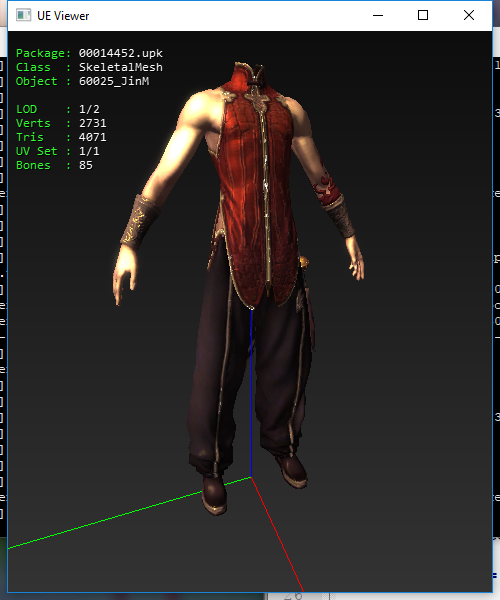 UE Viewer
Package: 00014452.upk
Class : SkeletalMesh
Object : 60025_JinM
LOD : 1/2
Verts : 2731
Tris : 4071
UV Set : 1/1
Bones : 85